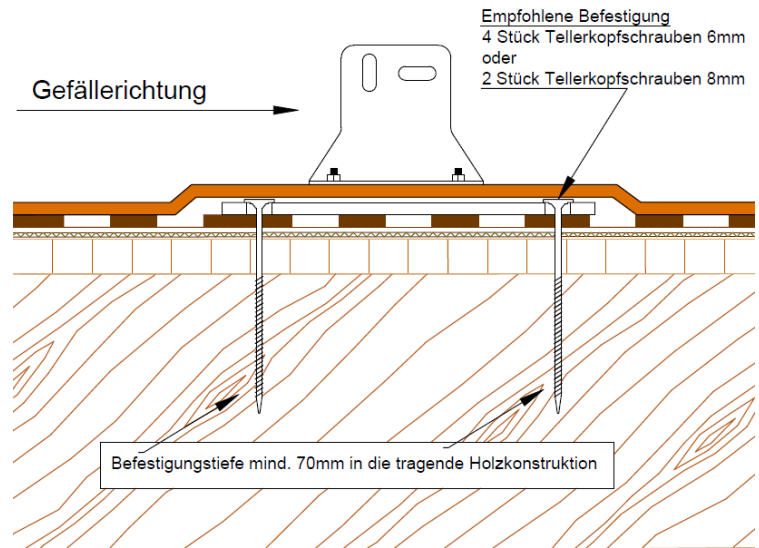 Empfohlene Befestigung
4 Stück Tellerkopfschrauben 6mm
oder
2 Stück Tellerkopfschrauben 8mm
Gefällerichtung
Befestigungstiefe mind. 70mm in die tragende Holzkonstruktion